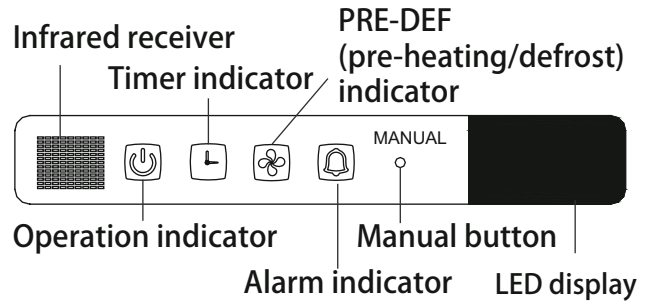 Infrared receiver
Timer indicator
PRE-DEF
(pre-heating/defrost)
indicator
MANUAL
Operation indicator
Manual button
Alarm indicator
LED display